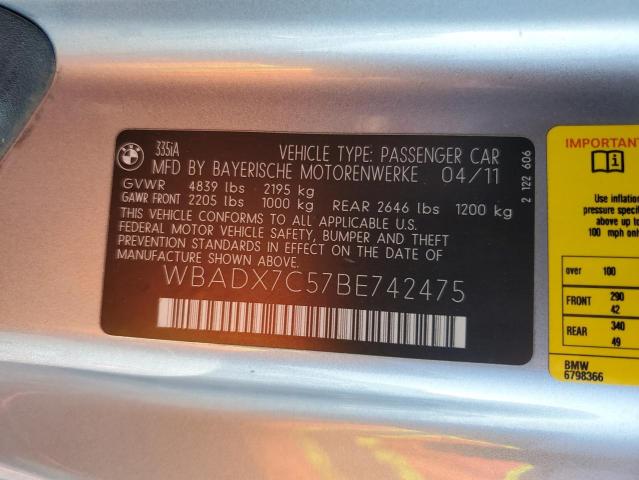 BMW
335iA
VEHICLE TYPE: PASSENGER CAR
MFD BY BAYERISCHE MOTORENWERKE 04/11
GVWR 4839 lbs 2195 kg
GAWR FRONT 2205 lbs 1000 kg REAR 2646 lbs 1200 kg
THIS VEHICLE CONFORMS TO ALL APPLICABLE U.S.
FEDERAL MOTOR VEHICLE SAFETY, BUMPER AND THEFT
PREVENTION STANDARDS IN EFFECT ON THE DATE OF
MANUFACTURE SHOWN ABOVE.
WBADX7C57BE742475
2 122 606
IMPORTANT
Use inflation
pressure specif
above up to
100 mph onl
over 100
FRONT 290
42
REAR 340
49
BMW
6798366